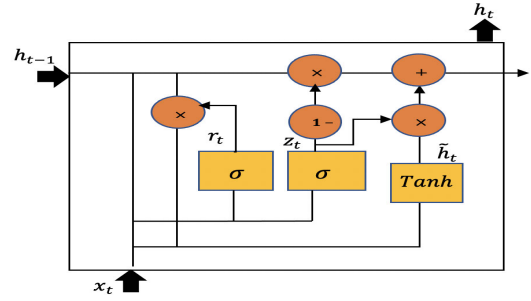 h_t
h_{t-1}
×
+
×
1-
×
r_t
z_t
h̃_t
σ
σ
Tanh
x_t